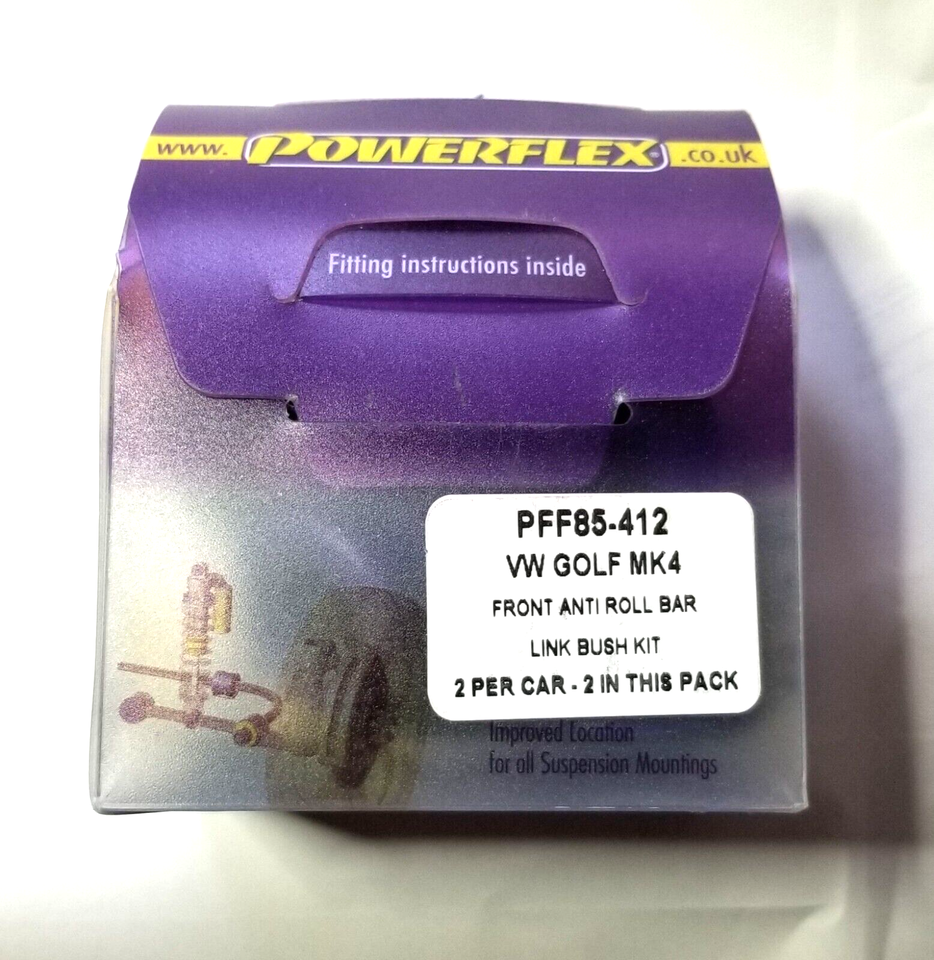 www. POWERFLEX® .co.uk
Fitting instructions inside
PFF85-412
VW GOLF MK4
FRONT ANTI ROLL BAR
LINK BUSH KIT
2 PER CAR - 2 IN THIS PACK
Improved Location
for all Suspension Mountings